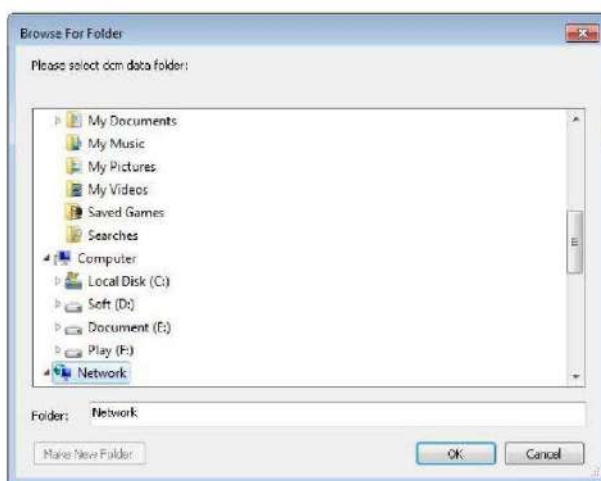 Browse For Folder
Please select dcm data folder:
My Documents
My Music
My Pictures
My Videos
Saved Games
Searches
Computer
Local Disk (C:)
Soft (D:)
Document (E:)
Play (F:)
Network
Folder: Network
Make New Folder OK Cancel